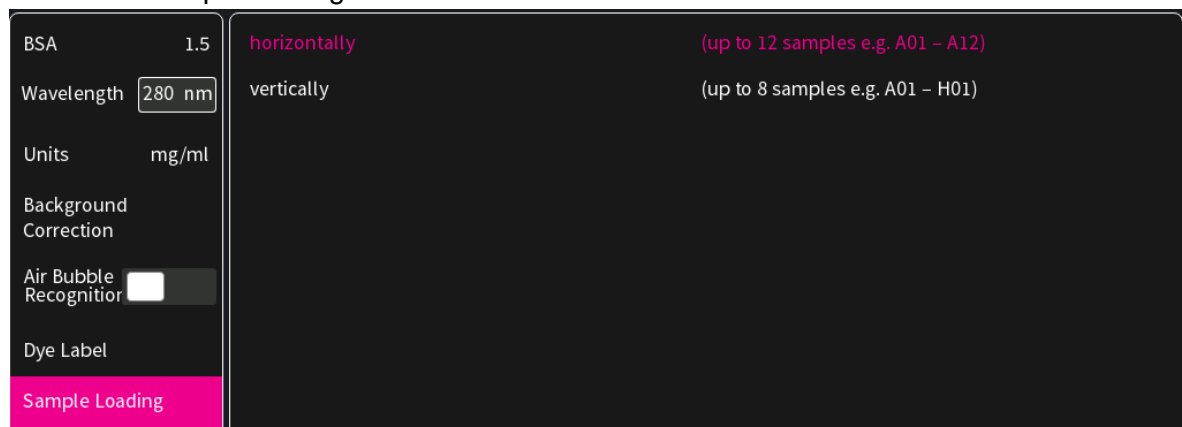 BSA 1.5
Wavelength 280 nm
Units mg/ml
Background
Correction
Air Bubble
Recognition
Dye Label
Sample Loading
horizontally (up to 12 samples e.g. A01 – A12)
vertically (up to 8 samples e.g. A01 – H01)